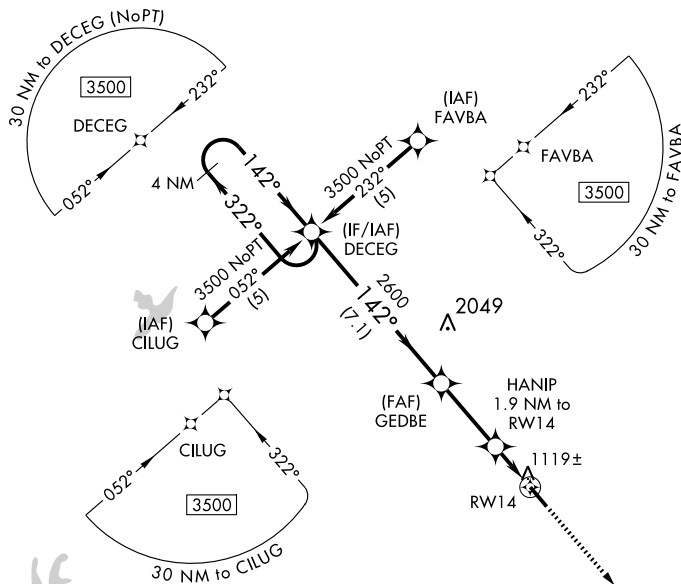 30 NM to DECEG (NoPT)
3500
232°
DECEG
052°
(IAF)
FAVBA
3500 NoPT
232°
(5)
4 NM
142°
322°
(IF/IAF)
DECEG
3500 NoPT
052°
(5)
(IAF)
CILUG
232°
FAVBA
3500
322°
30 NM to FAVBA
2600
142°
(7.1)
2049
(FAF)
GEDBE
HANIP
1.9 NM to
RW14
1119±
RW14
CILUG
052°
322°
3500
30 NM to CILUG